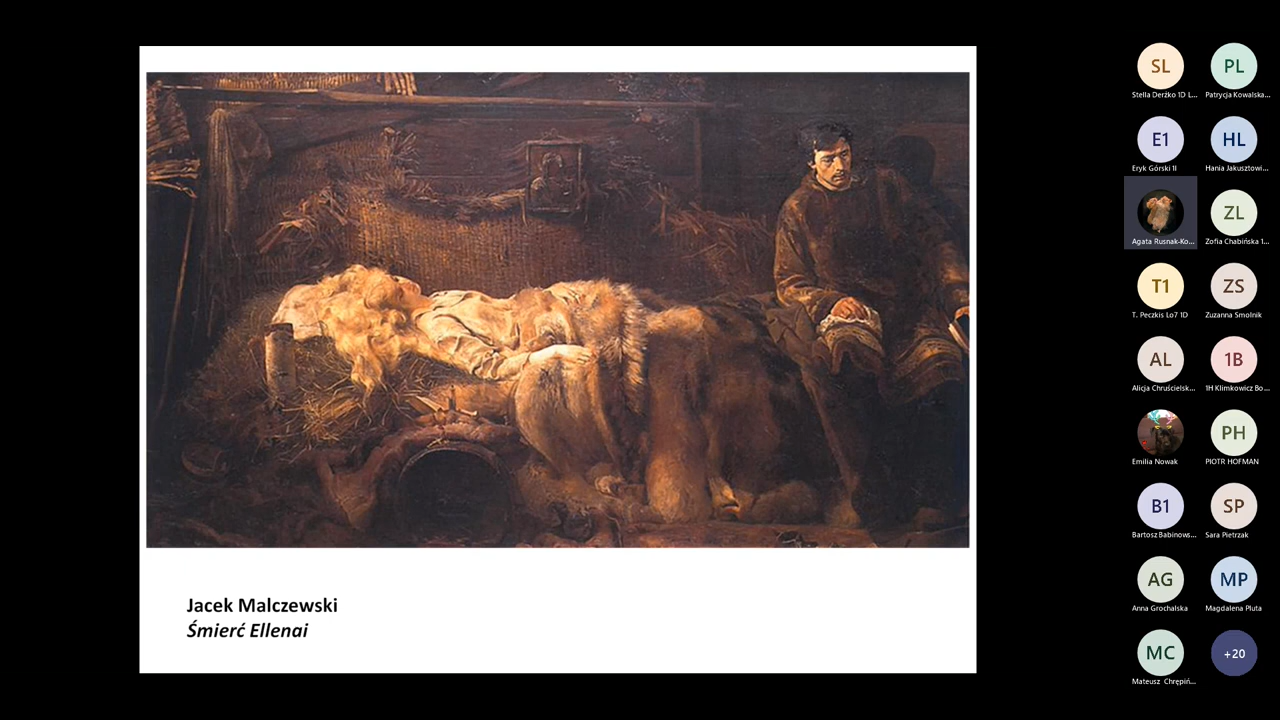 Jacek Malczewski
Śmierć Ellenai
SL
Stella Derżko 1D L...
PL
Patrycja Kowalska...
E1
Eryk Górski 1I
HL
Hania Jakusztowi...
Agata Rusnak-Ko...
ZL
Zofia Chabińska 1...
T1
T. Peczkis Lo7 1D
ZS
Zuzanna Smolnik
AL
Alicja Chruścielsk...
1B
1H Klimkowicz Bo...
Emilia Nowak
PH
PIOTR HOFMAN
B1
Bartosz Babinows...
SP
Sara Pietrzak
AG
Anna Grochalska
MP
Magdalena Pluta
MC
Mateusz Chrępiń...
+20